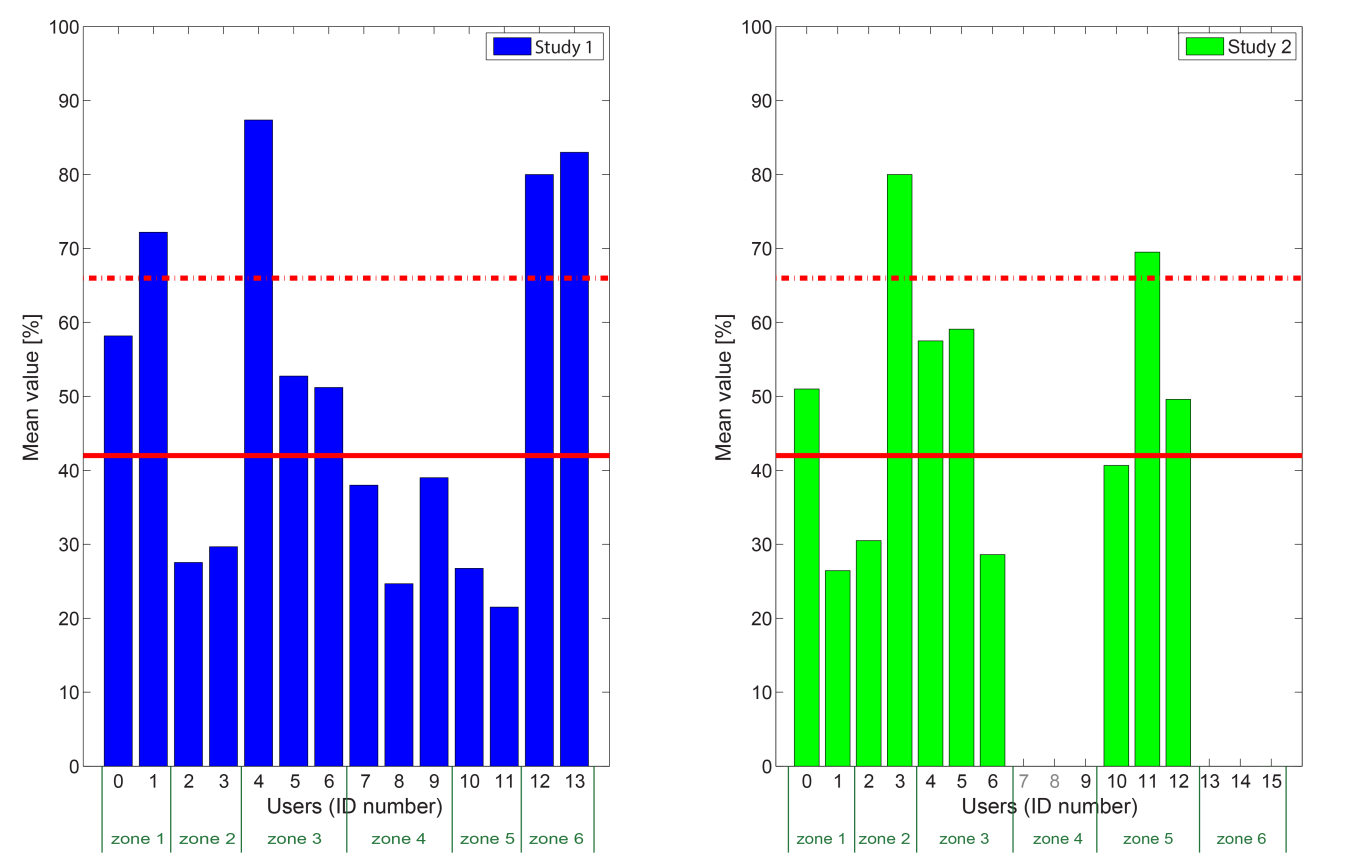 Study 1
100
90
80
70
60
50
40
30
20
10
0
Mean value [%]
0 1 2 3 4 5 6 7 8 9 10 11 12 13
Users (ID number)
zone 1 zone 2 zone 3 zone 4 zone 5 zone 6
Study 2
100
90
80
70
60
50
40
30
20
10
0
Mean value [%]
0 1 2 3 4 5 6 7 8 9 10 11 12 13 14 15
Users (ID number)
zone 1 zone 2 zone 3 zone 4 zone 5 zone 6